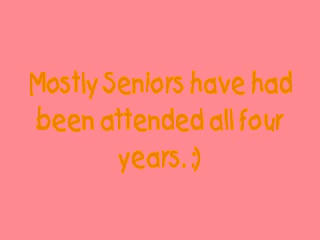 Mostly Seniors have had
been attended all four
years. ;)